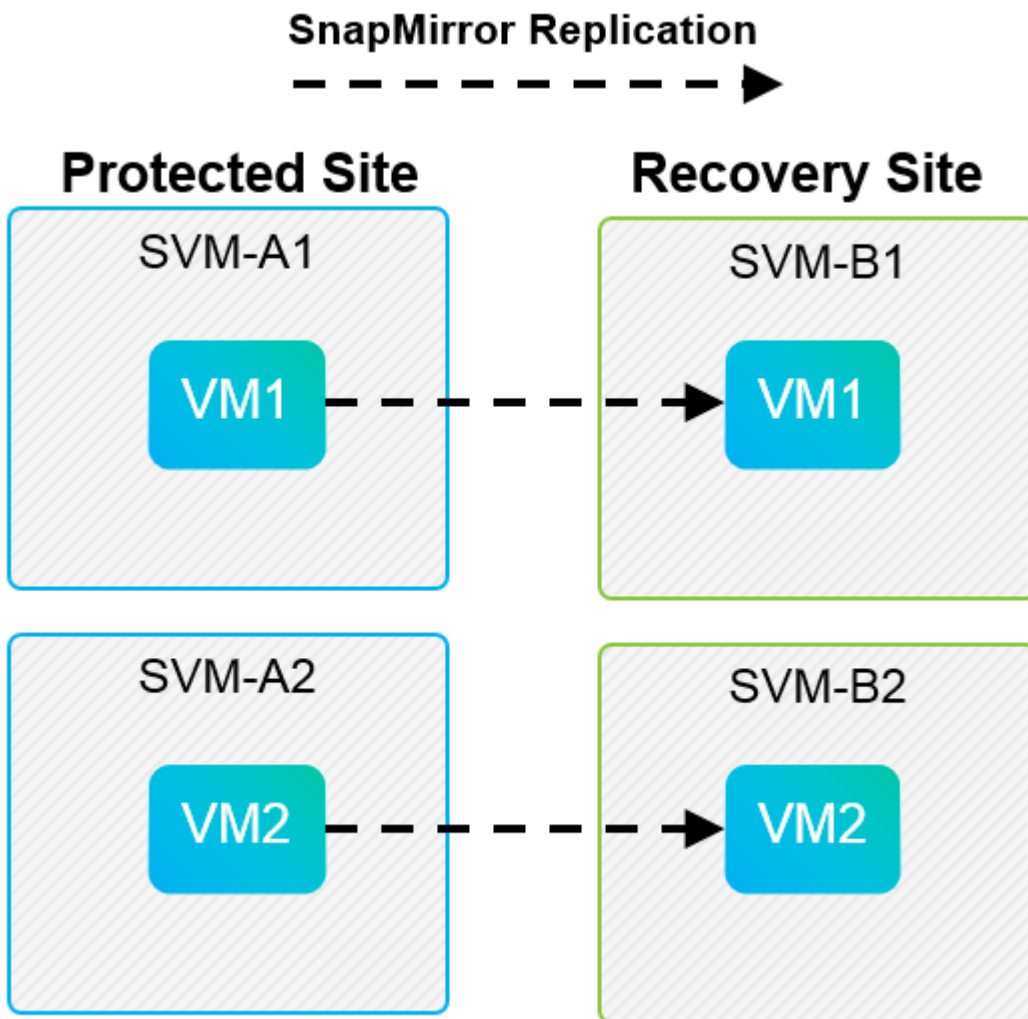 SnapMirror Replication
Protected Site
Recovery Site
SVM-A1
SVM-B1
VM1
VM1
SVM-A2
SVM-B2
VM2
VM2